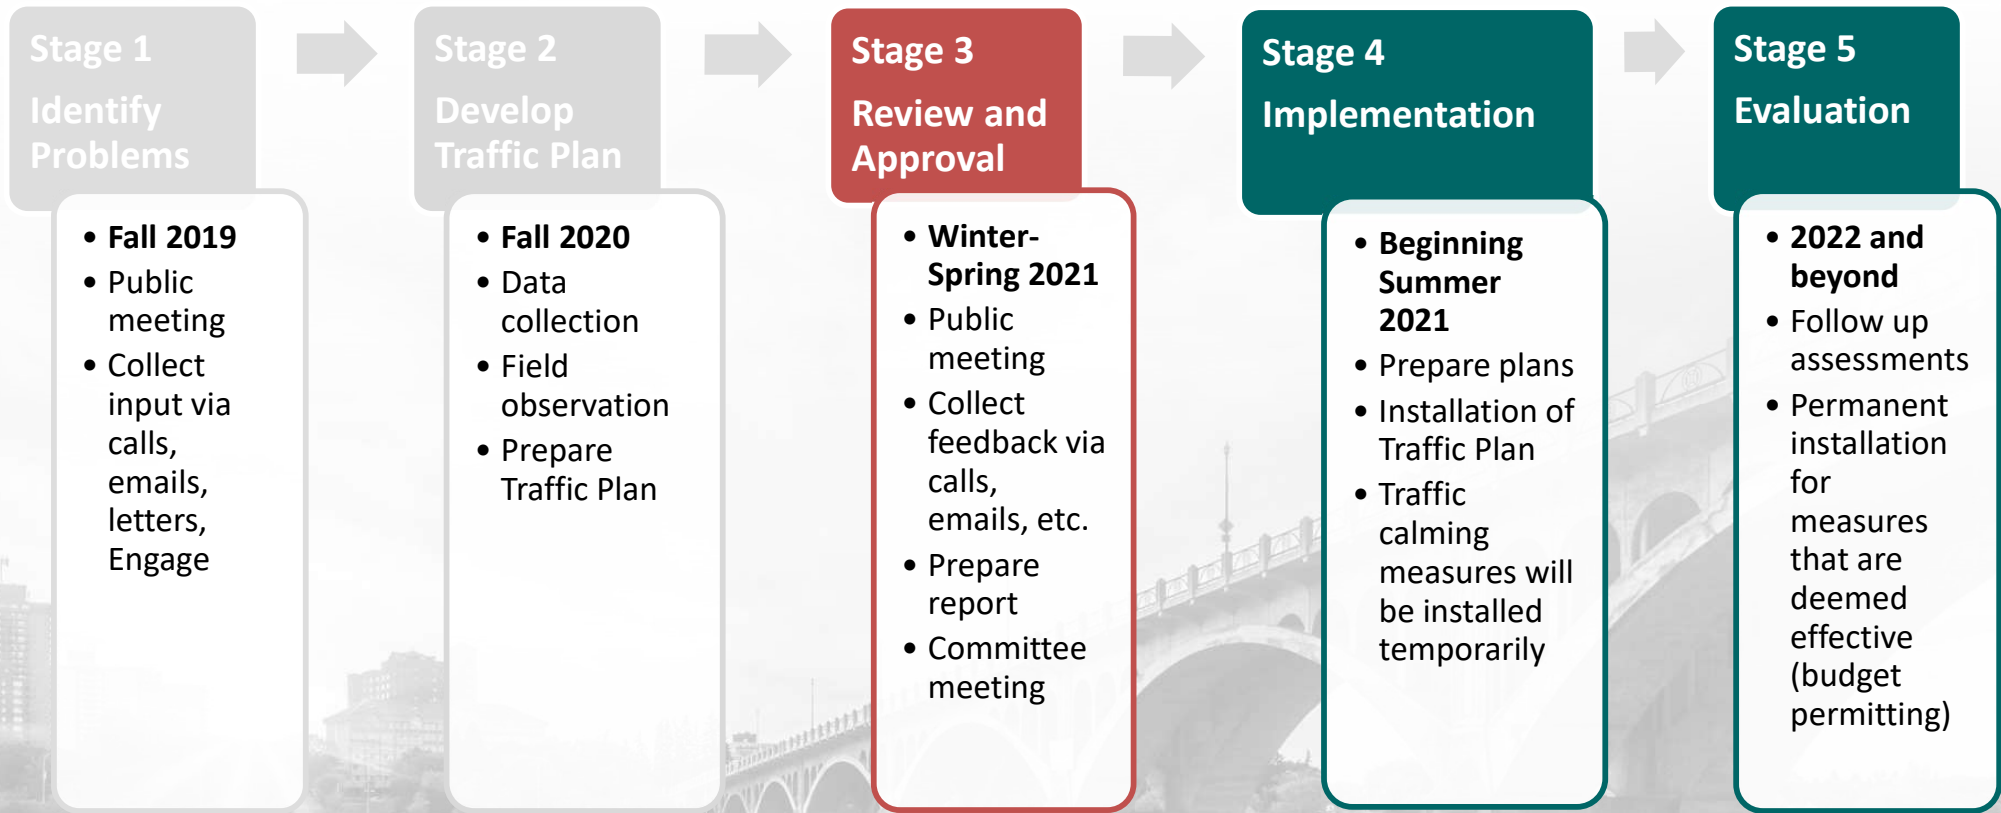 Stage 1
Identify
Problems
• Fall 2019
• Public
meeting
• Collect
input via
calls,
emails,
letters,
Engage
Stage 2
Develop
Traffic Plan
• Fall 2020
• Data
collection
• Field
observation
• Prepare
Traffic Plan
Stage 3
Review and
Approval
• Winter-
Spring 2021
• Public
meeting
• Collect
feedback via
calls,
emails, etc.
• Prepare
report
• Committee
meeting
Stage 4
Implementation
• Beginning
Summer
2021
• Prepare plans
• Installation of
Traffic Plan
• Traffic
calming
measures will
be installed
temporarily
Stage 5
Evaluation
• 2022 and
beyond
• Follow up
assessments
• Permanent
installation
for
measures
that are
deemed
effective
(budget
permitting)